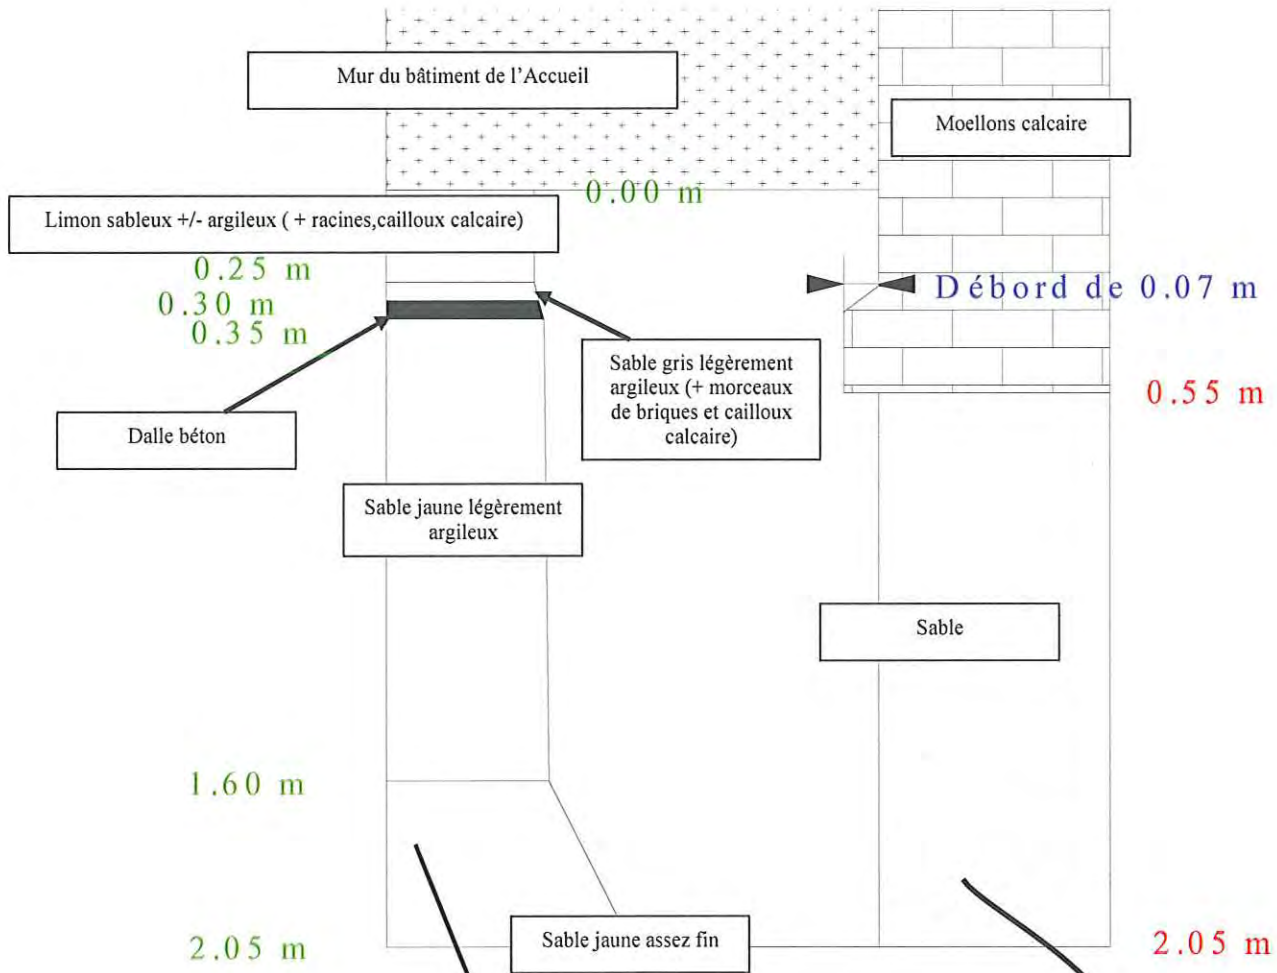 Mur du bâtiment de l'Accueil
Moellons calcaire
0.00 m
Limon sableux +/- argileux ( + racines,cailloux calcaire)
0.25 m
0.30 m
0.35 m
Débord de 0.07 m
Sable gris légèrement
argileux (+ morceaux
de briques et cailloux
calcaire)
0.55 m
Dalle béton
Sable jaune légèrement
argileux
Sable
1.60 m
Sable jaune assez fin
2.05 m
2.05 m